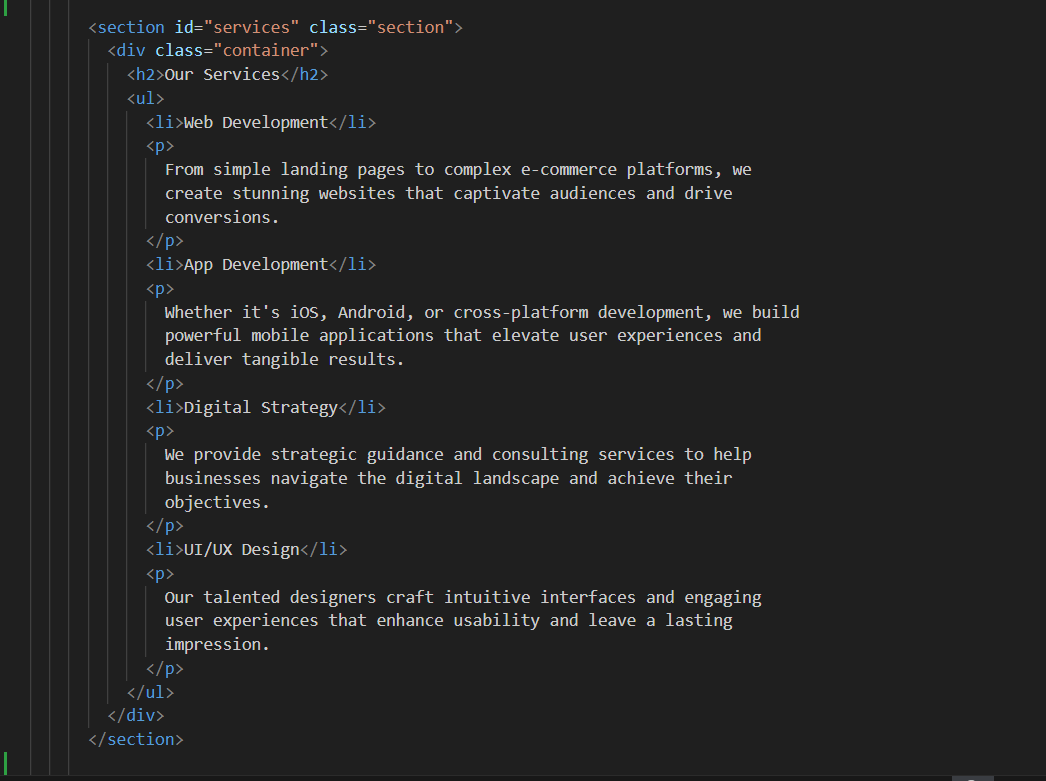 <section id="services" class="section">
<div class="container">
<h2>Our Services</h2>
<ul>
<li>Web Development</li>
<p>
From simple landing pages to complex e-commerce platforms, we
create stunning websites that captivate audiences and drive
conversions.
</p>
<li>App Development</li>
<p>
Whether it's iOS, Android, or cross-platform development, we build
powerful mobile applications that elevate user experiences and
deliver tangible results.
</p>
<li>Digital Strategy</li>
<p>
We provide strategic guidance and consulting services to help
businesses navigate the digital landscape and achieve their
objectives.
</p>
<li>UI/UX Design</li>
<p>
Our talented designers craft intuitive interfaces and engaging
user experiences that enhance usability and leave a lasting
impression.
</p>
</ul>
</div>
</section>